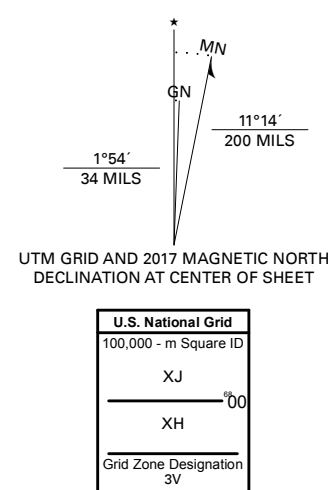 ★
MN
GN
11°14´
200 MILS
1°54´
34 MILS
UTM GRID AND 2017 MAGNETIC NORTH
DECLINATION AT CENTER OF SHEET
U.S. National Grid
100,000 - m Square ID
XJ
⁶⁸00
XH
Grid Zone Designation
3V